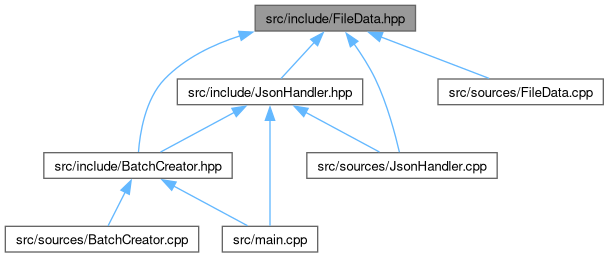 src/include/FileData.hpp
src/include/JsonHandler.hpp
src/sources/FileData.cpp
src/include/BatchCreator.hpp
src/sources/JsonHandler.cpp
src/sources/BatchCreator.cpp
src/main.cpp